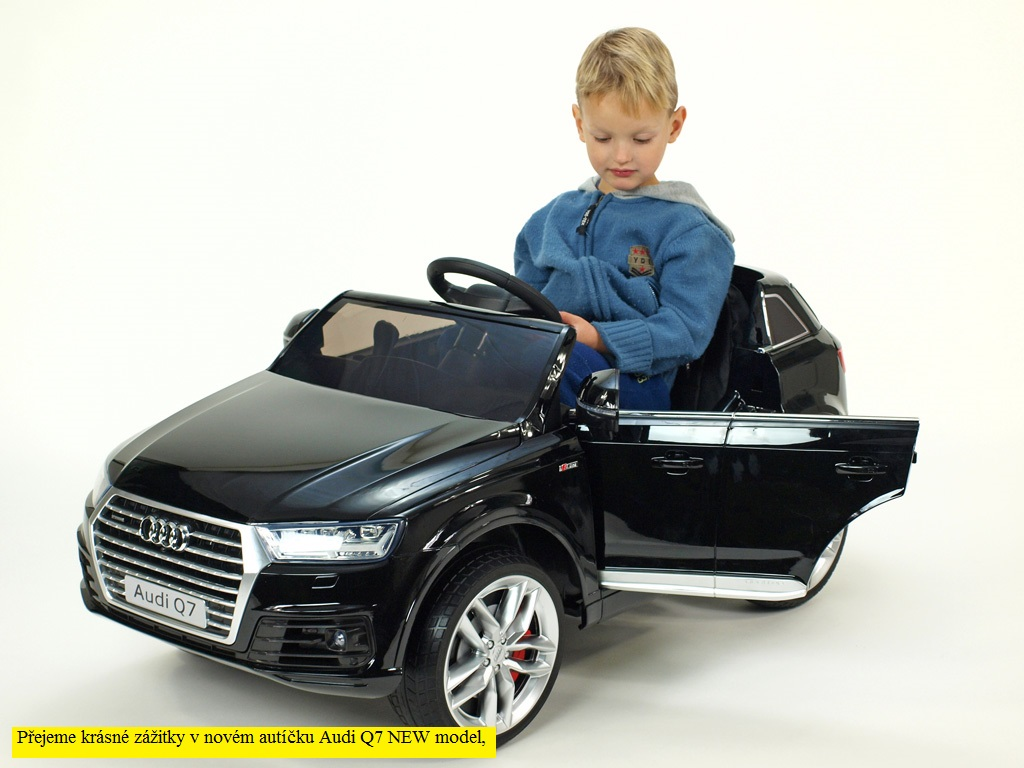 Audi Q7
Přejeme krásné zážitky v novém autíčku Audi Q7 NEW model,